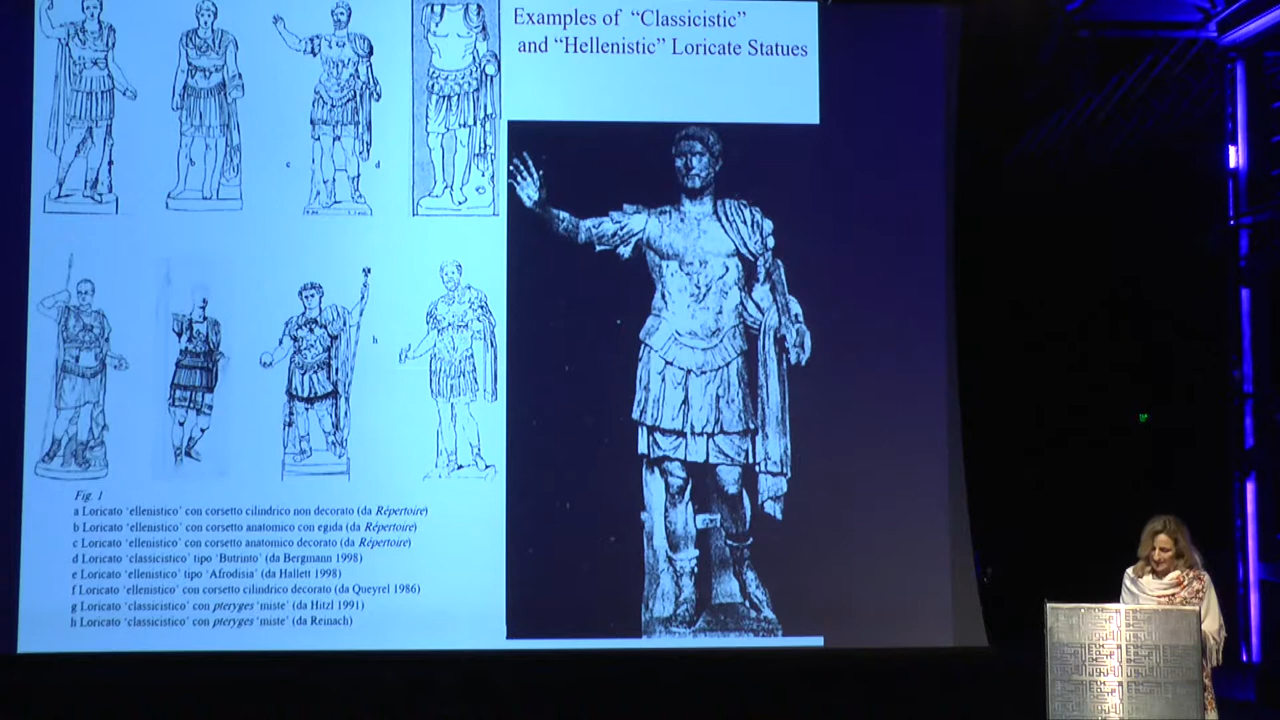 Examples of “Classicistic”
and “Hellenistic” Loricate Statues
c
d
h
Fig. 1
a Loricato ‘ellenistico’ con corsetto cilindrico non decorato (da Répertoire)
b Loricato ‘ellenistico’ con corsetto anatomico con egida (da Répertoire)
c Loricato ‘ellenistico’ con corsetto anatomico decorato (da Répertoire)
d Loricato ‘classicistico’ tipo ‘Butrinto’ (da Bergmann 1998)
e Loricato ‘ellenistico’ tipo ‘Afrodisia’ (da Hallett 1998)
f Loricato ‘ellenistico’ con corsetto cilindrico decorato (da Queyrel 1986)
g Loricato ‘classicistico’ con pteryges ‘miste’ (da Hitzl 1991)
h Loricato ‘classicistico’ con pteryges ‘miste’ (da Reinach)